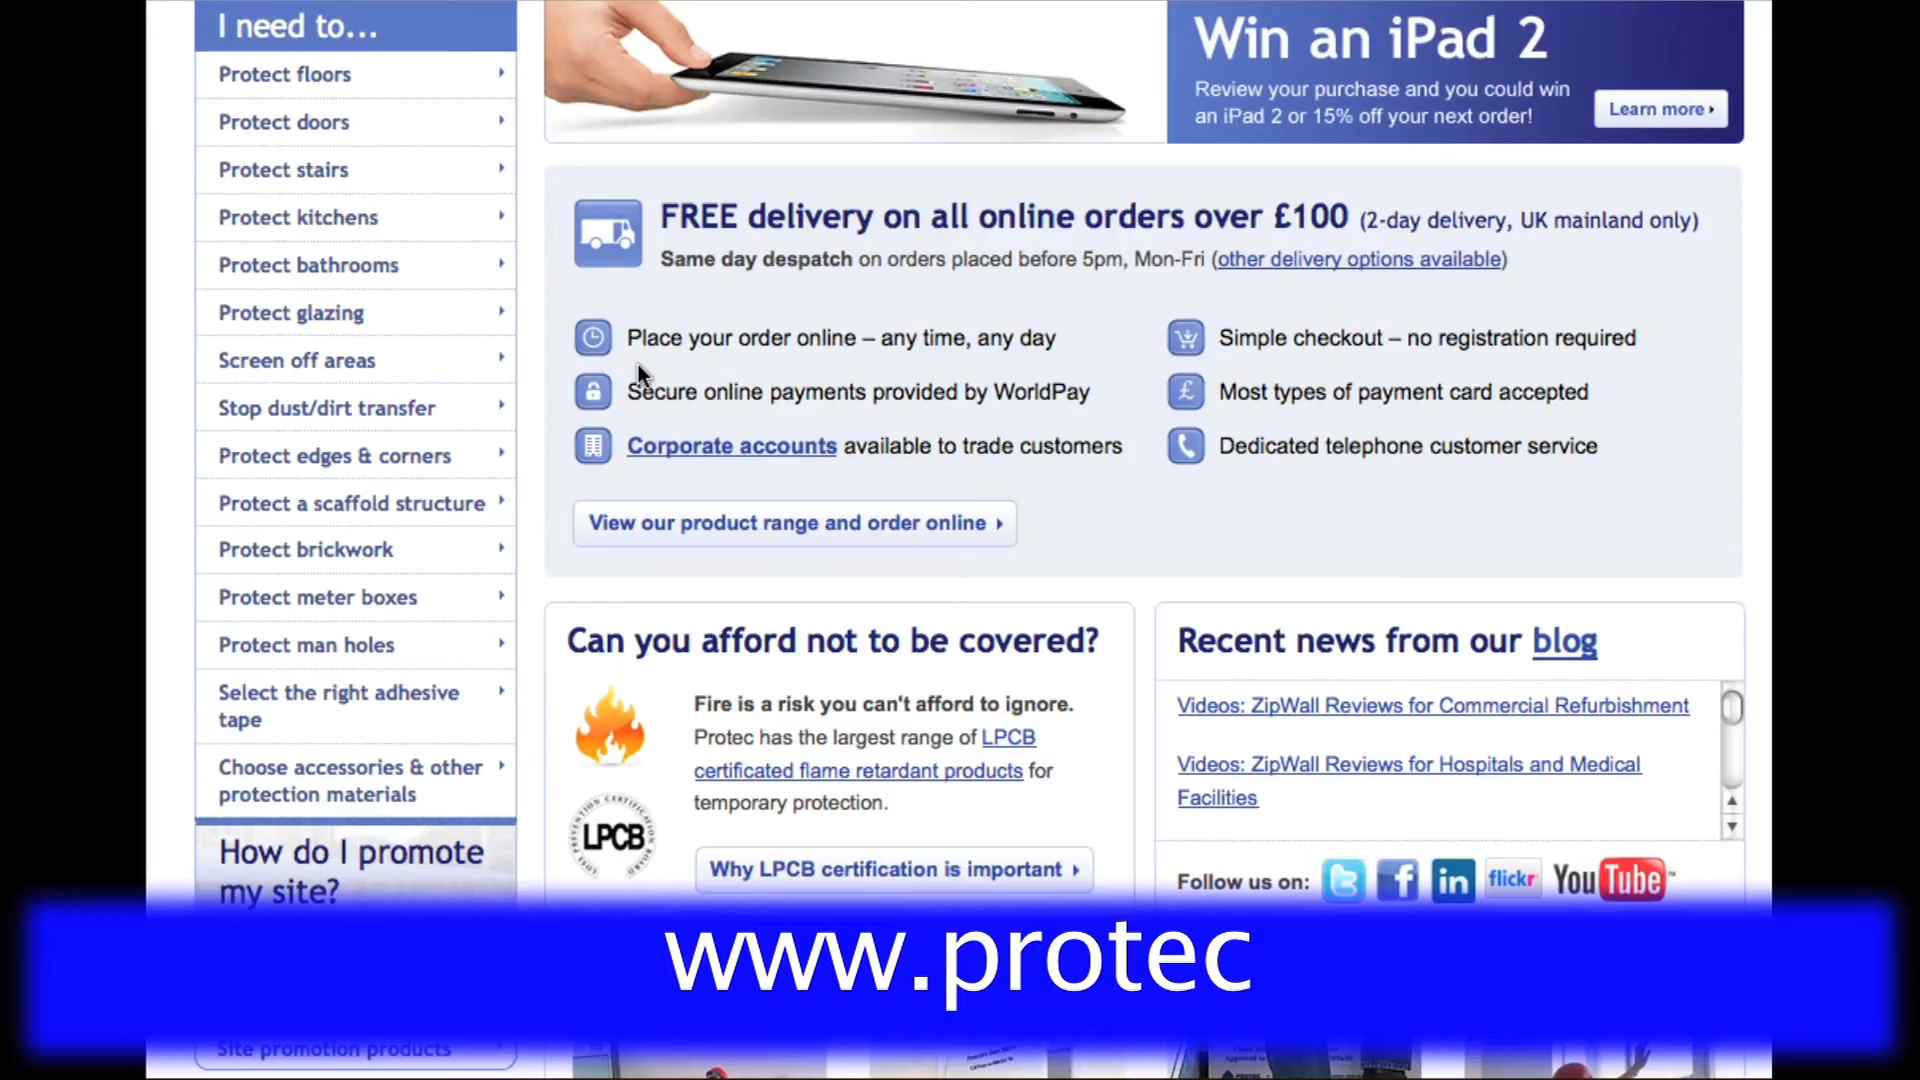 I need to...
Protect floors
Protect doors
Protect stairs
Protect kitchens
Protect bathrooms
Protect glazing
Screen off areas
Stop dust/dirt transfer
Protect edges & corners
Protect a scaffold structure
Protect brickwork
Protect meter boxes
Protect man holes
Select the right adhesive
tape
Choose accessories & other
protection materials
How do I promote
my site?
Site promotion products
Win an iPad 2
Review your purchase and you could win
an iPad 2 or 15% off your next order!
Learn more
FREE delivery on all online orders over £100 (2-day delivery, UK mainland only)
Same day despatch on orders placed before 5pm, Mon-Fri (other delivery options available)
Place your order online – any time, any day
Simple checkout – no registration required
Secure online payments provided by WorldPay
Most types of payment card accepted
Corporate accounts available to trade customers
Dedicated telephone customer service
View our product range and order online
Can you afford not to be covered?
Fire is a risk you can't afford to ignore.
Protec has the largest range of LPCB
certificated flame retardant products for
temporary protection.
LPCB
Why LPCB certification is important
Recent news from our blog
Videos: ZipWall Reviews for Commercial Refurbishment
Videos: ZipWall Reviews for Hospitals and Medical
Facilities
Follow us on:
flickr
YouTube
www.protec